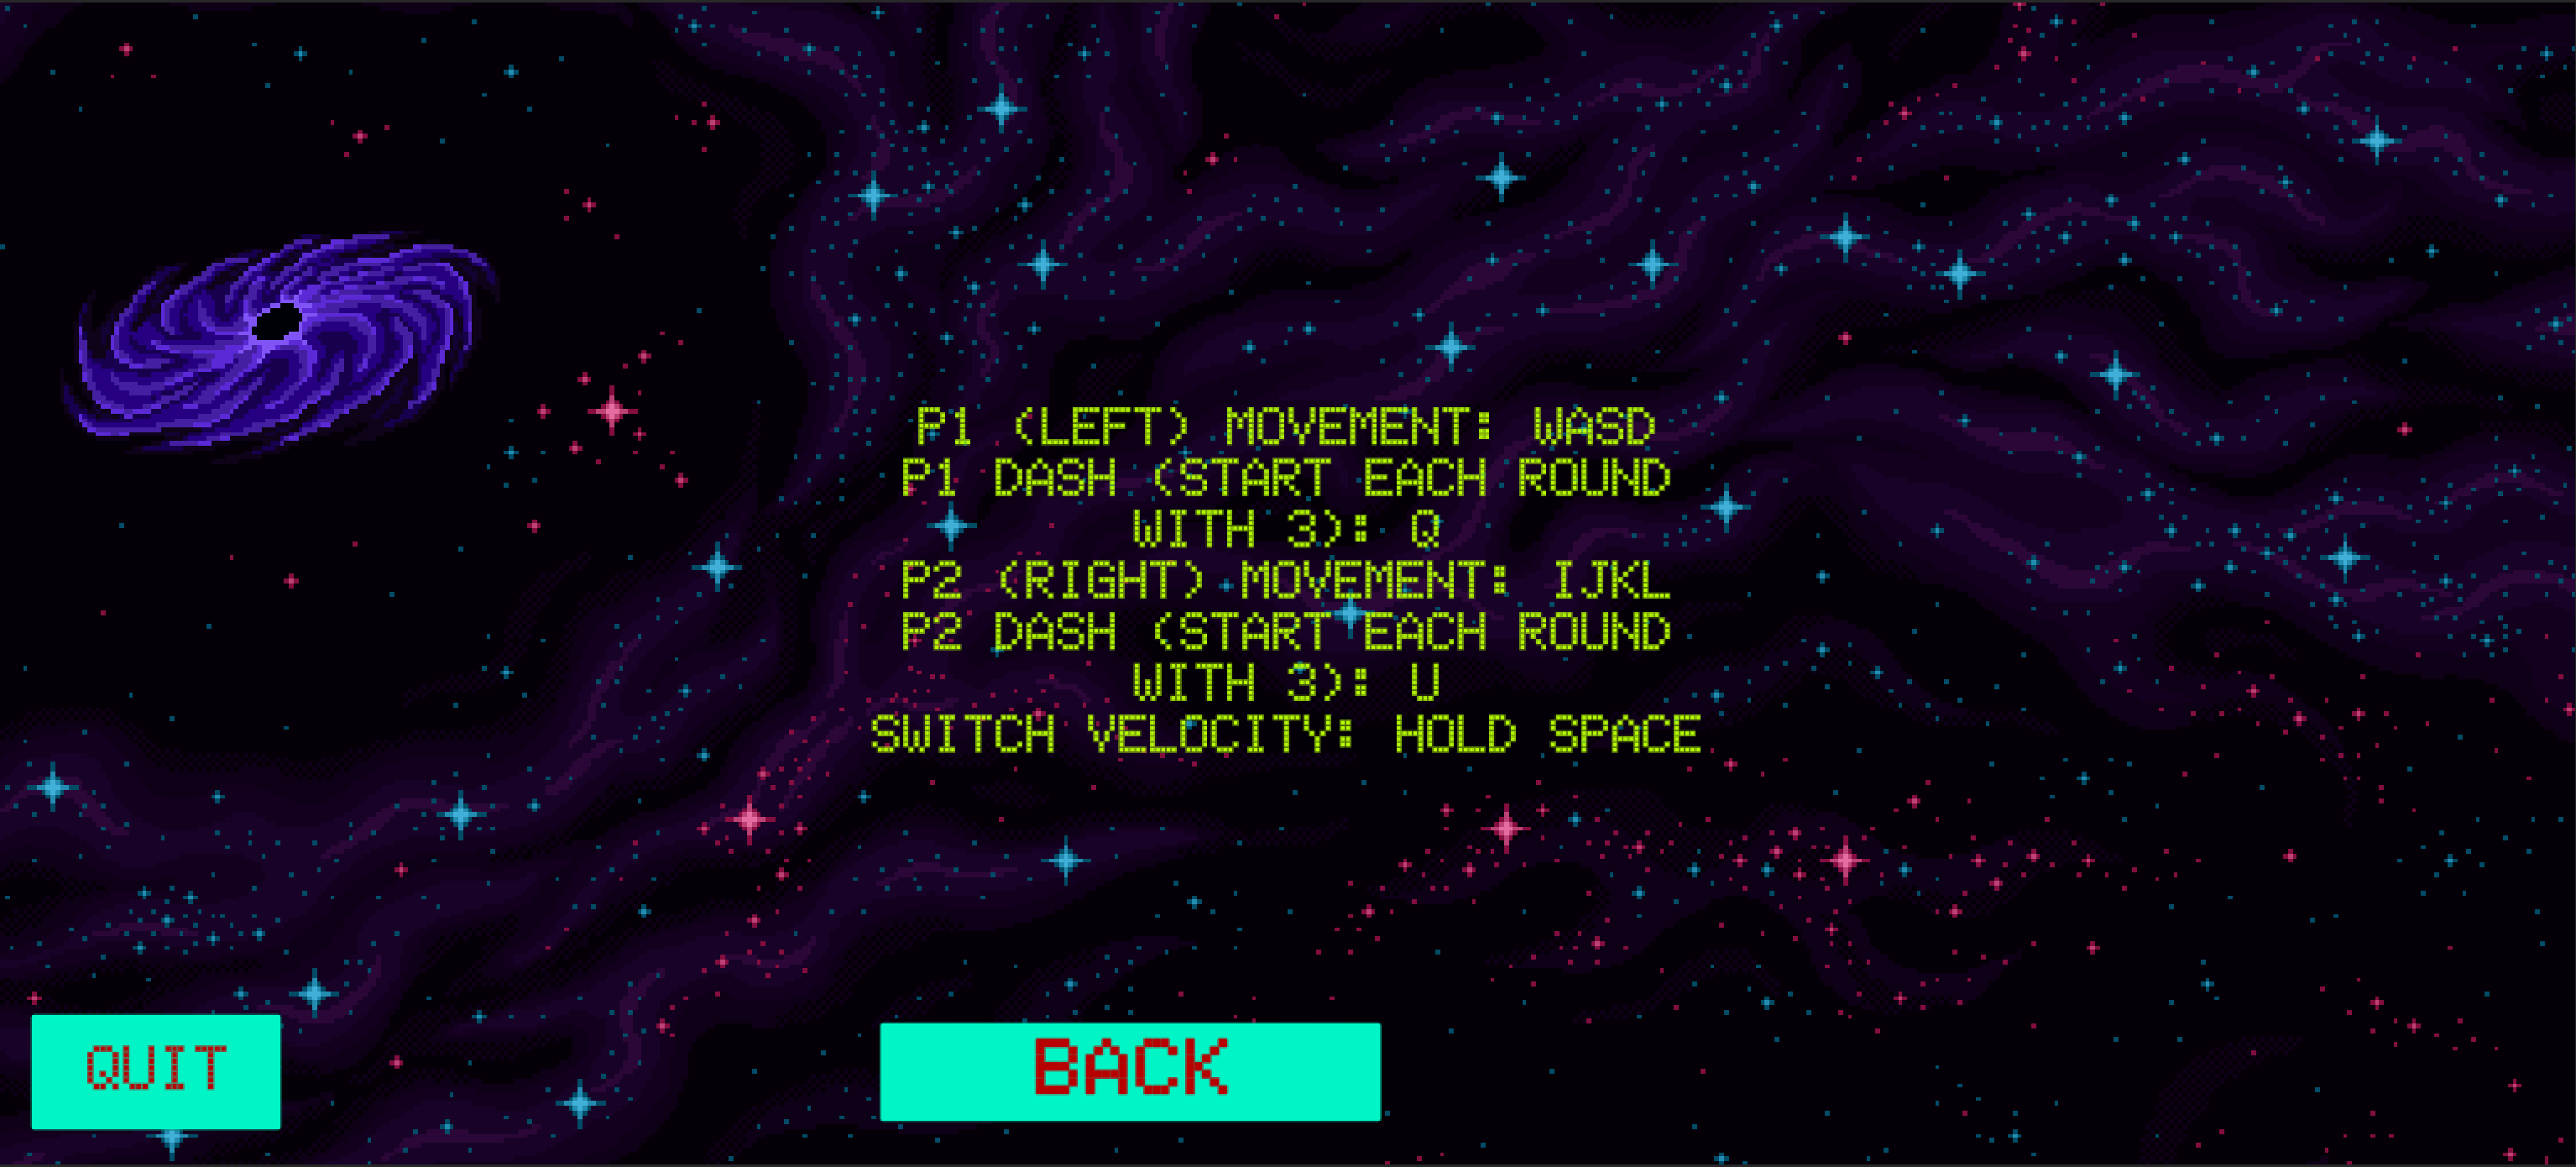 P1 (LEFT) MOVEMENT: WASD
P1 DASH (START EACH ROUND
WITH 3): Q
P2 (RIGHT) MOVEMENT: IJKL
P2 DASH (START EACH ROUND
WITH 3): U
SWITCH VELOCITY: HOLD SPACE
QUIT
BACK